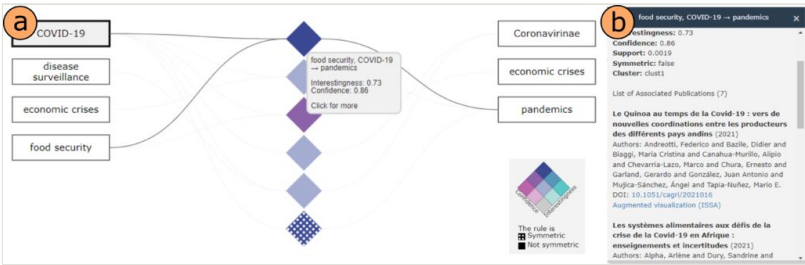 a
COVID-19
disease
surveillance
economic crises
food security
food security, COVID-19
→ pandemics
Interestingness: 0.73
Confidence: 0.86
Click for more
Coronavirinae
economic crises
pandemics
Confidence
Interestingness
The rule is
Symmetric
Not symmetric
b
food security, COVID-19 → pandemics
×
erestingness: 0.73
Confidence: 0.86
Support: 0.0019
Symmetric: false
Cluster: clust1
List of Associated Publications (7)
Le Quinoa au temps de la Covid-19 : vers de
nouvelles coordinations entre les producteurs
des différents pays andins (2021)
Authors: Andreotti, Federico and Bazile, Didier and
Biaggi, Maria Cristina and Canahua-Murillo, Alipio
and Chevarria-Lazo, Marco and Chura, Ernesto and
Garland, Gerardo and González, Juan Antonio and
Mujica-Sánchez, Ángel and Tapia-Nuñez, Mario E.
DOI: 10.1051/cagri/2021016
Augmented visualization (ISSA)
Les systèmes alimentaires aux défis de la
crise de la Covid-19 en Afrique :
enseignements et incertitudes (2021)
Authors: Alpha, Arlène and Dury, Sandrine and